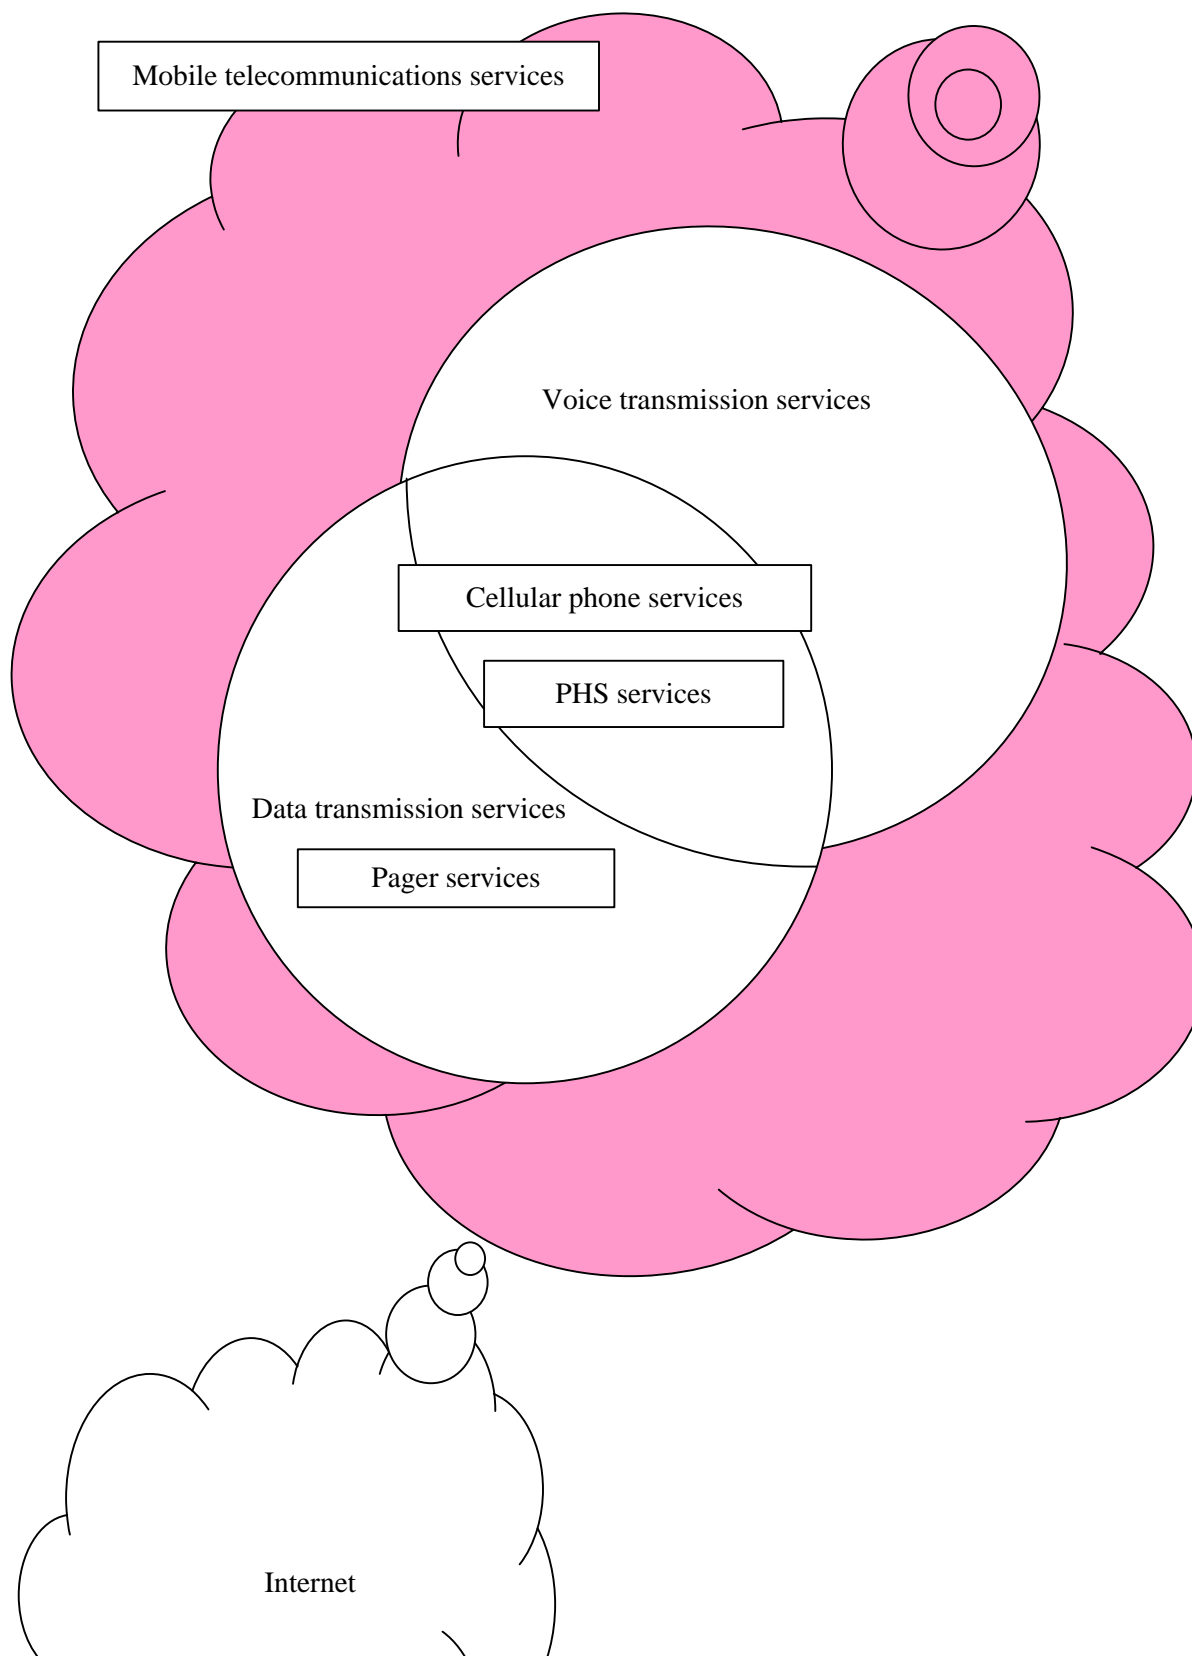 Mobile telecommunications services
Voice transmission services
Cellular phone services
PHS services
Data transmission services
Pager services
Internet